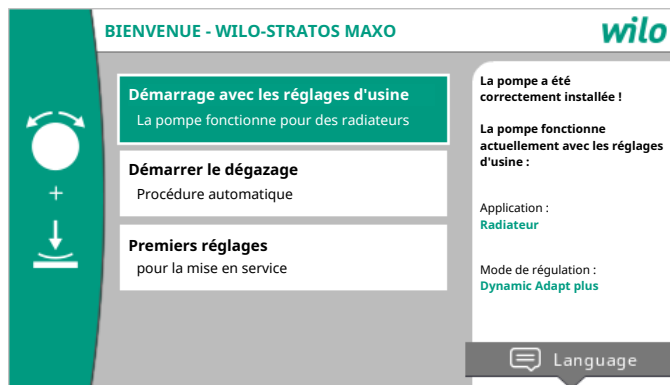 BIENVENUE - WILO-STRATOS MAXO
wilo
Démarrage avec les réglages d'usine
La pompe fonctionne pour des radiateurs
Démarrer le dégazage
Procédure automatique
Premiers réglages
pour la mise en service
+
La pompe a été
correctement installée !
La pompe fonctionne
actuellement avec les réglages
d'usine :
Application :
Radiateur
Mode de régulation :
Dynamic Adapt plus
Language